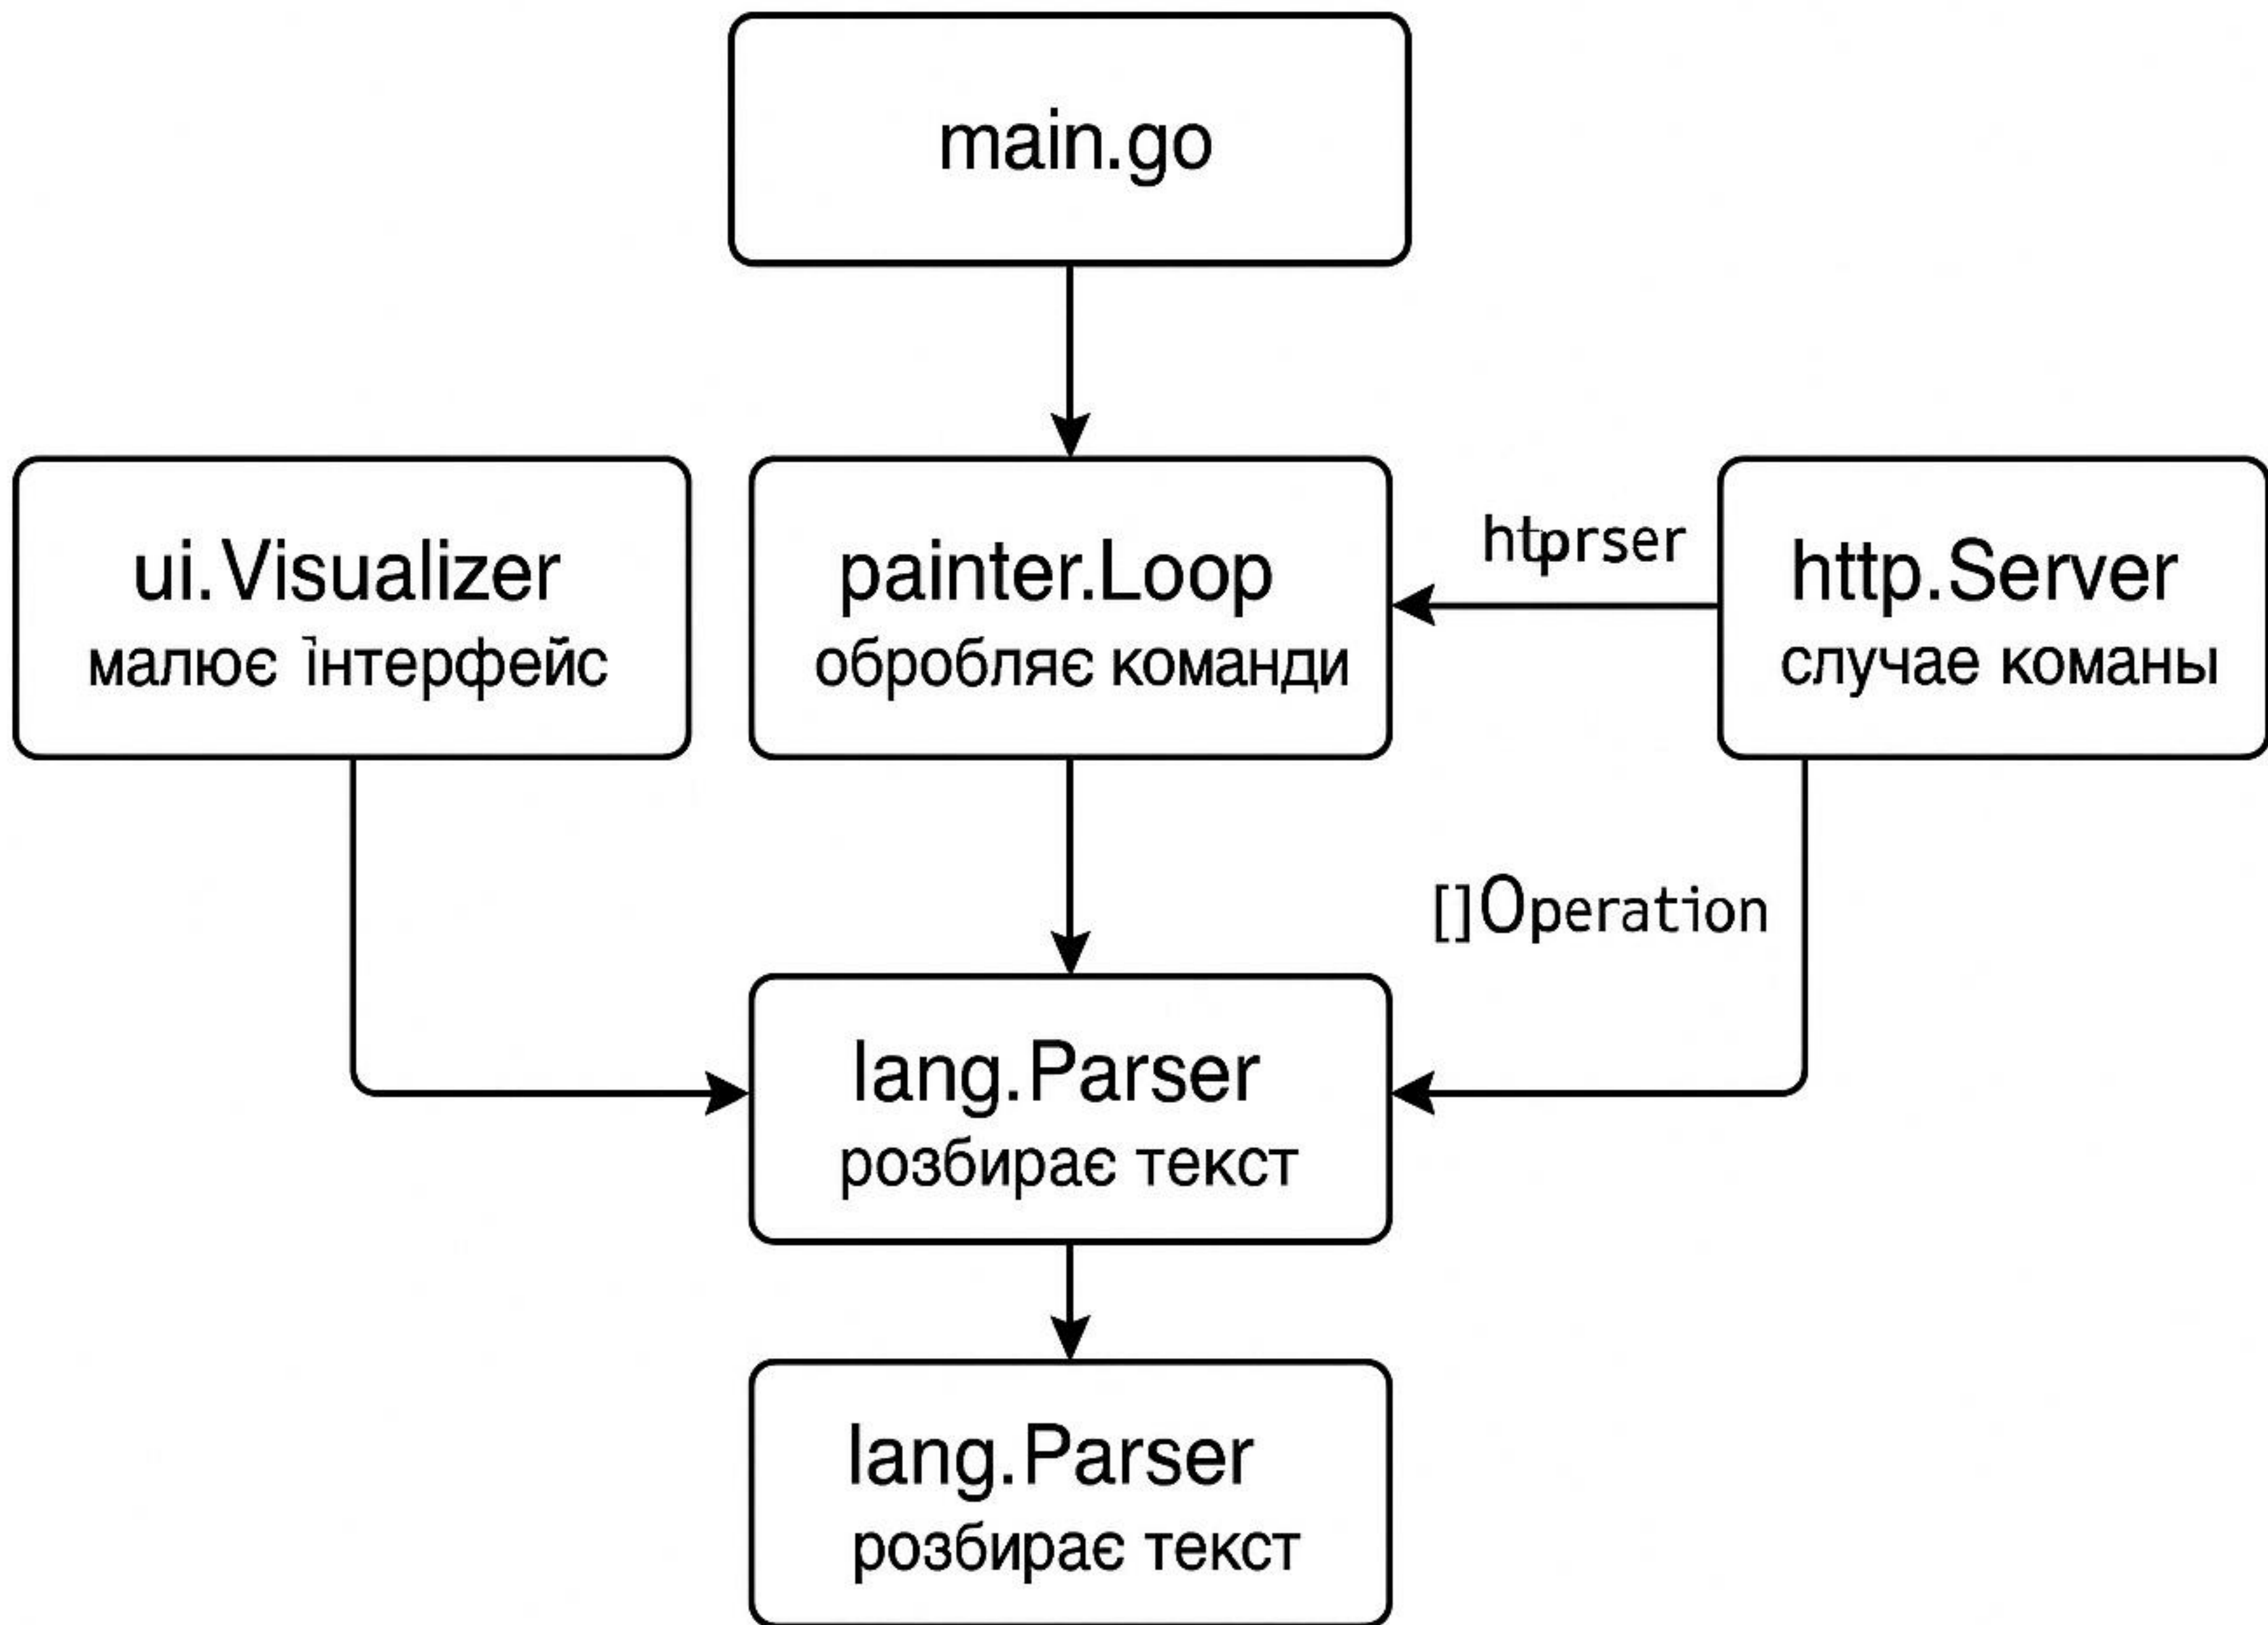 main.go
ui.Visualizer
малює їнтерфейс
painter.Loop
обробляє команди
htprser
http.Server
случае команы
[]Operation
lang.Parser
розбирає текст
lang.Parser
розбирає текст